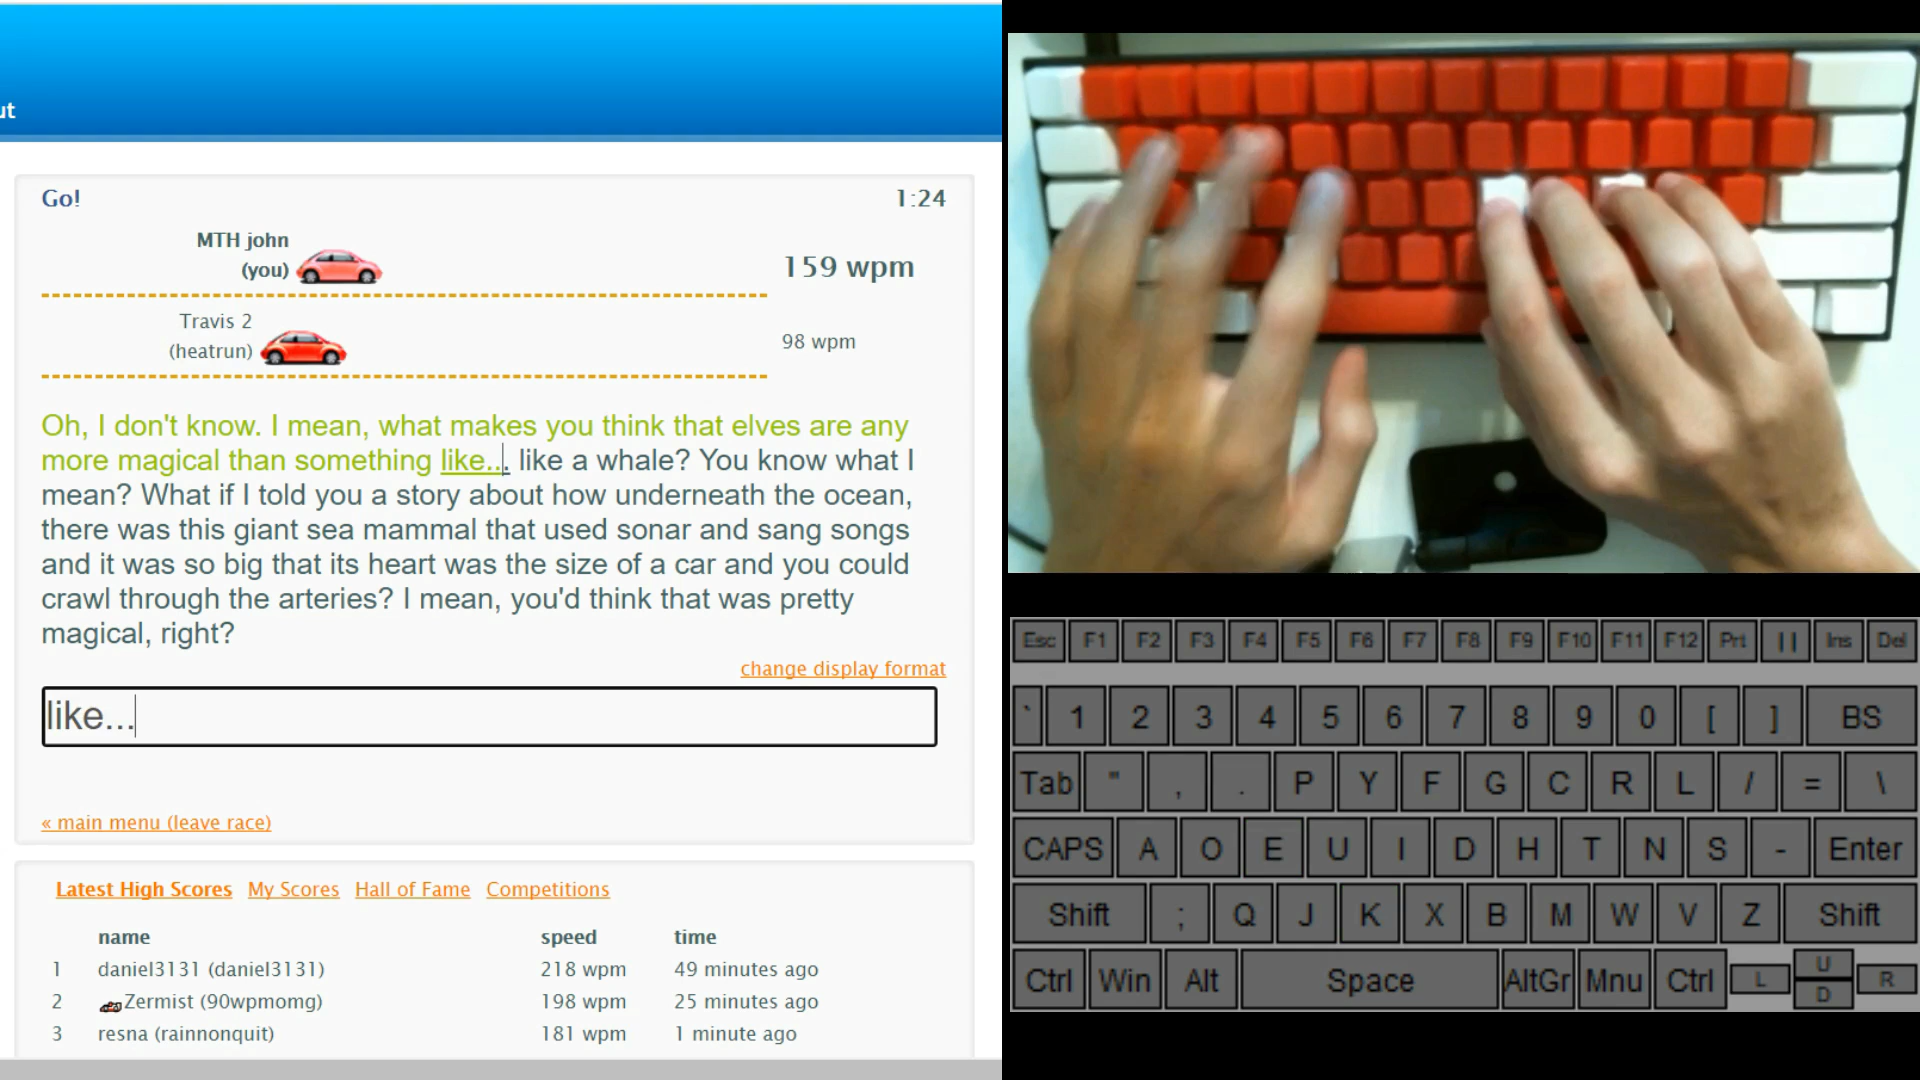 ut
Go!
1:24
MTH john
(you)
159 wpm
Travis 2
(heatrun)
98 wpm
Oh, I don't know. I mean, what makes you think that elves are any
more magical than something like... like a whale? You know what I
mean? What if I told you a story about how underneath the ocean,
there was this giant sea mammal that used sonar and sang songs
and it was so big that its heart was the size of a car and you could
crawl through the arteries? I mean, you'd think that was pretty
magical, right?
change display format
like...
« main menu (leave race)
Latest High Scores My Scores Hall of Fame Competitions
name speed time
1 daniel3131 (daniel3131) 218 wpm 49 minutes ago
2 Zermist (90wpmomg) 198 wpm 25 minutes ago
3 resna (rainnonquit) 181 wpm 1 minute ago
Esc F1 F2 F3 F4 F5 F6 F7 F8 F9 F10 F11 F12 Prt || Ins Del
` 1 2 3 4 5 6 7 8 9 0 [ ] BS
Tab " , . P Y F G C R L / = \
CAPS A O E U I D H T N S - Enter
Shift ; Q J K X B M W V Z Shift
Ctrl Win Alt Space AltGr Mnu Ctrl L U D R